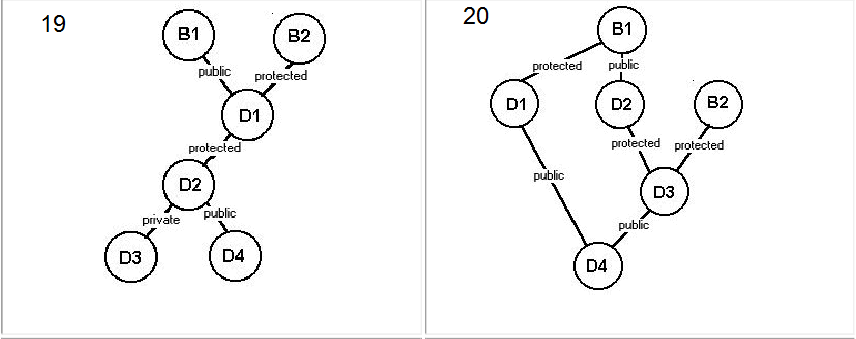 19
B1
B2
public
protected
D1
protected
D2
private
public
D3
D4
20
B1
protected
public
D1
D2
B2
protected
protected
public
D3
public
D4